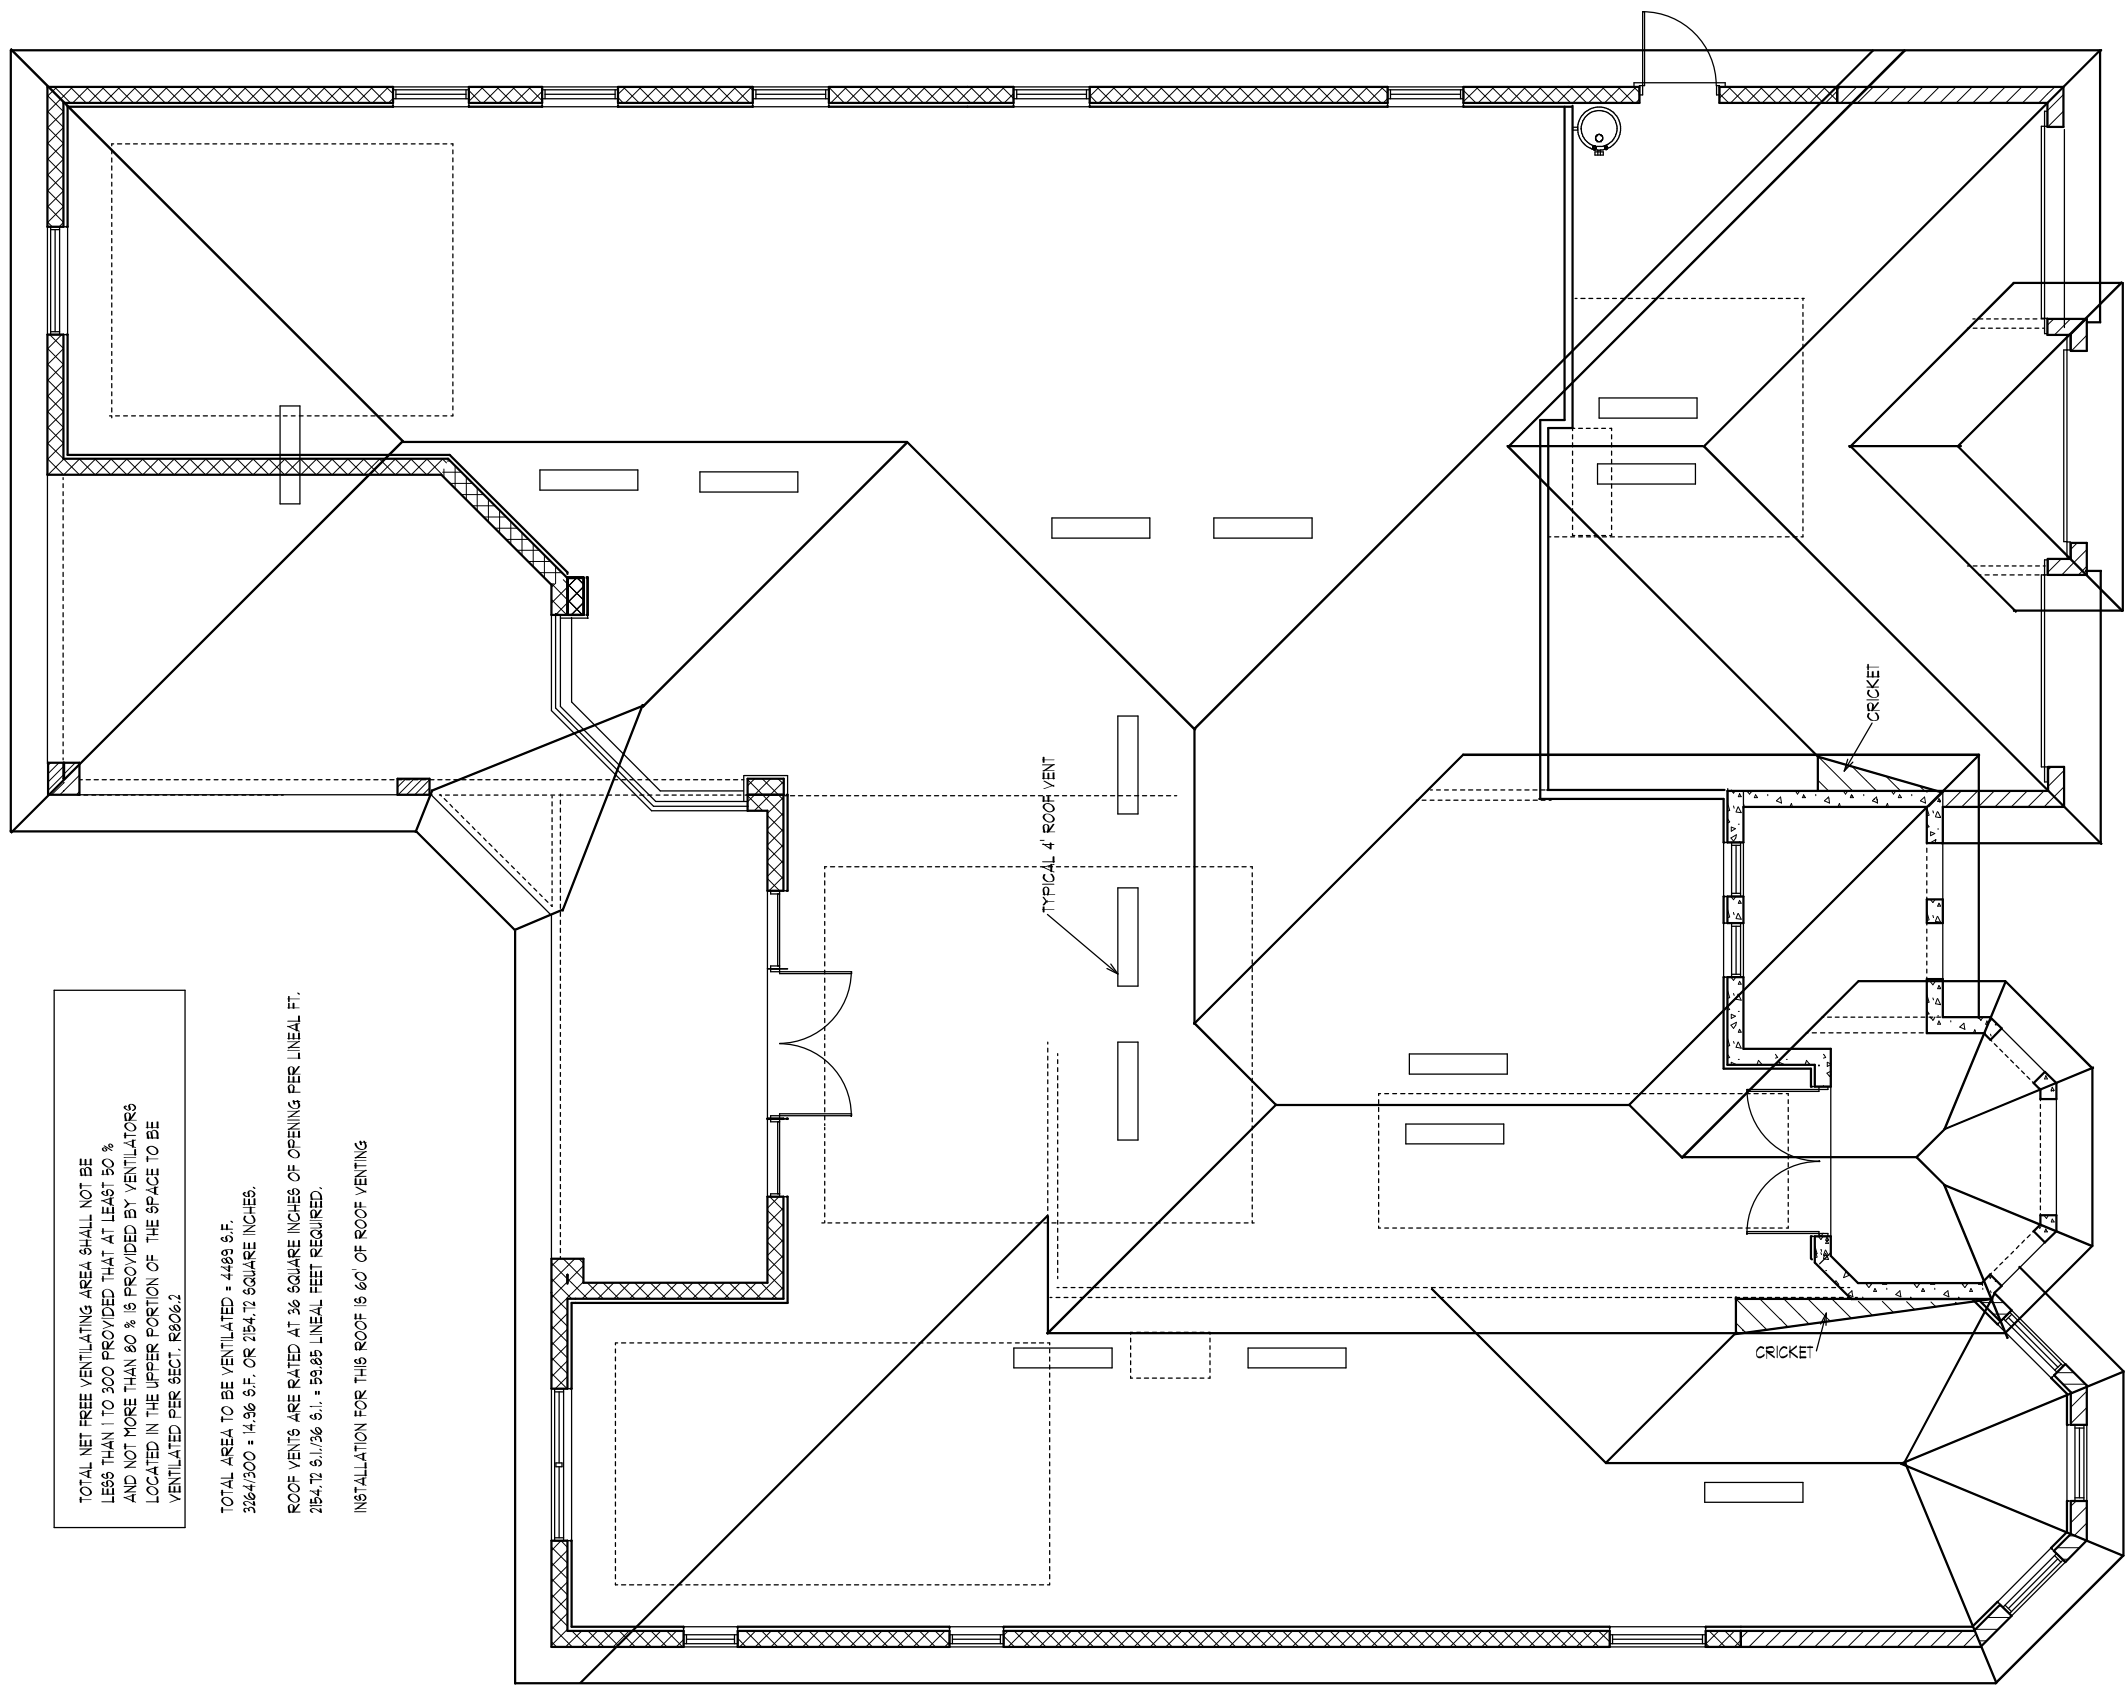 TOTAL NET FREE VENTILATING AREA SHALL NOT BE
LESS THAN 1 TO 300 PROVIDED THAT AT LEAST 50 %
AND NOT MORE THAN 80 % IS PROVIDED BY VENTILATORS
LOCATED IN THE UPPER PORTION OF THE SPACE TO BE
VENTILATED PER SECT. R806.2
TOTAL AREA TO BE VENTILATED = 4489 S.F.
3264/300 = 14.96 S.F. OR 2154.72 SQUARE INCHES.
ROOF VENTS ARE RATED AT 36 SQUARE INCHES OF OPENING PER LINEAL FT.
2154.72 S.I./36 S.I. = 59.85 LINEAL FEET REQUIRED.
INSTALLATION FOR THIS ROOF IS 60' OF ROOF VENTING
TYPICAL 4' ROOF VENT
CRICKET
CRICKET